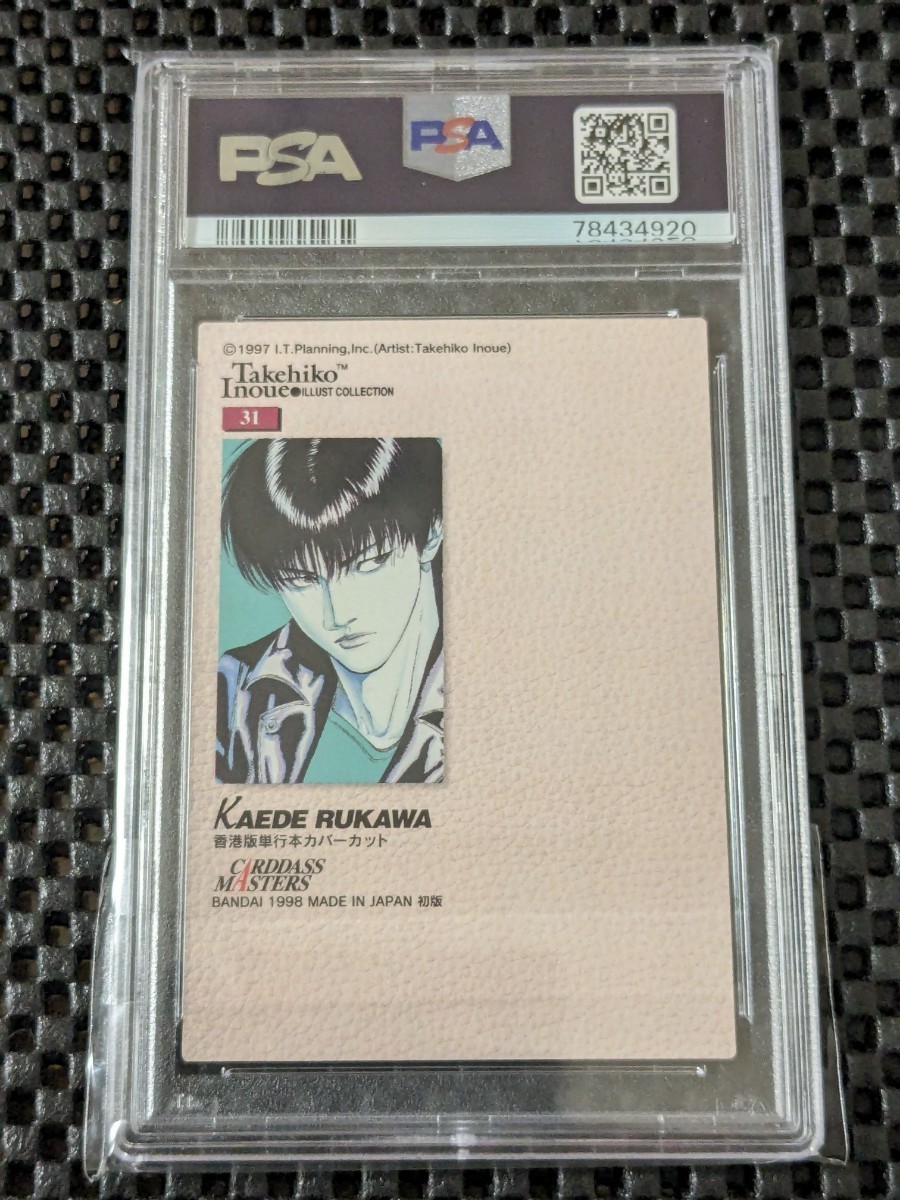 PSA
PSA
78434920
©1997 I.T.Planning,Inc.(Artist:Takehiko Inoue)
Takehiko™
Inoue●ILLUST COLLECTION
31
KAEDE RUKAWA
香港版単行本カバーカット
CARDDASS
MASTERS
BANDAI 1998 MADE IN JAPAN 初版